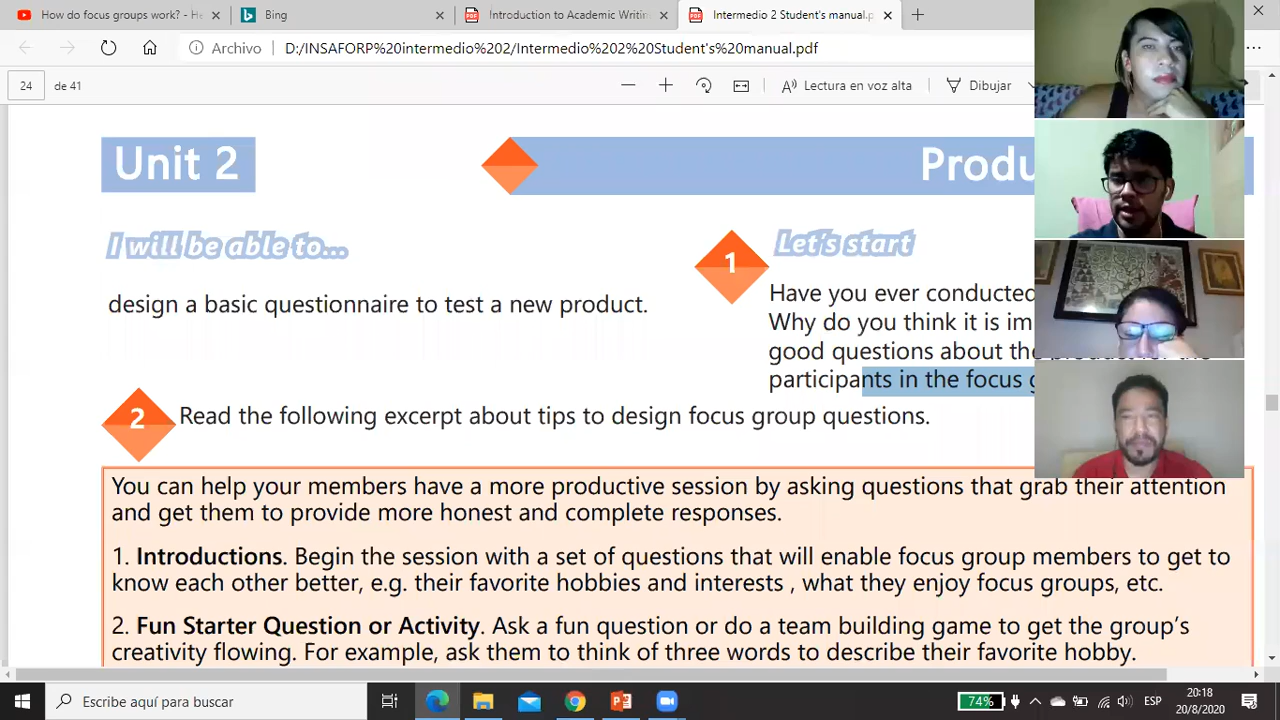 How do focus groups work? - He
Bing
Introduction to Academic Writin
Intermedio 2 Student's manual.p
Archivo
D:/INSAFORP%20intermedio%202/Intermedio%202%20Student's%20manual.pdf
24
de 41
Lectura en voz alta
Dibujar
Unit 2
Produ
I will be able to...
1
Let's start
design a basic questionnaire to test a new product.
Have you ever conducted
Why do you think it is im
good questions about the product for the
participants in the focus g
2
Read the following excerpt about tips to design focus group questions.
You can help your members have a more productive session by asking questions that grab their attention
and get them to provide more honest and complete responses.
1. Introductions. Begin the session with a set of questions that will enable focus group members to get to
know each other better, e.g. their favorite hobbies and interests , what they enjoy focus groups, etc.
2. Fun Starter Question or Activity. Ask a fun question or do a team building game to get the group's
creativity flowing. For example, ask them to think of three words to describe their favorite hobby.
Escribe aquí para buscar
74%
ESP
20:18
20/8/2020